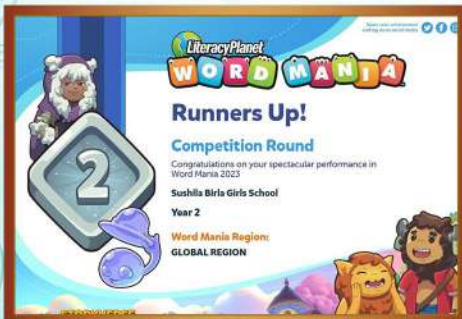 LiteracyPlanet
WORD MANIA
Runners Up!
Competition Round
Congratulations on your spectacular performance in
Word Mania 2023
Sushila Birla Girls School
Year 2
Word Mania Region:
GLOBAL REGION
2